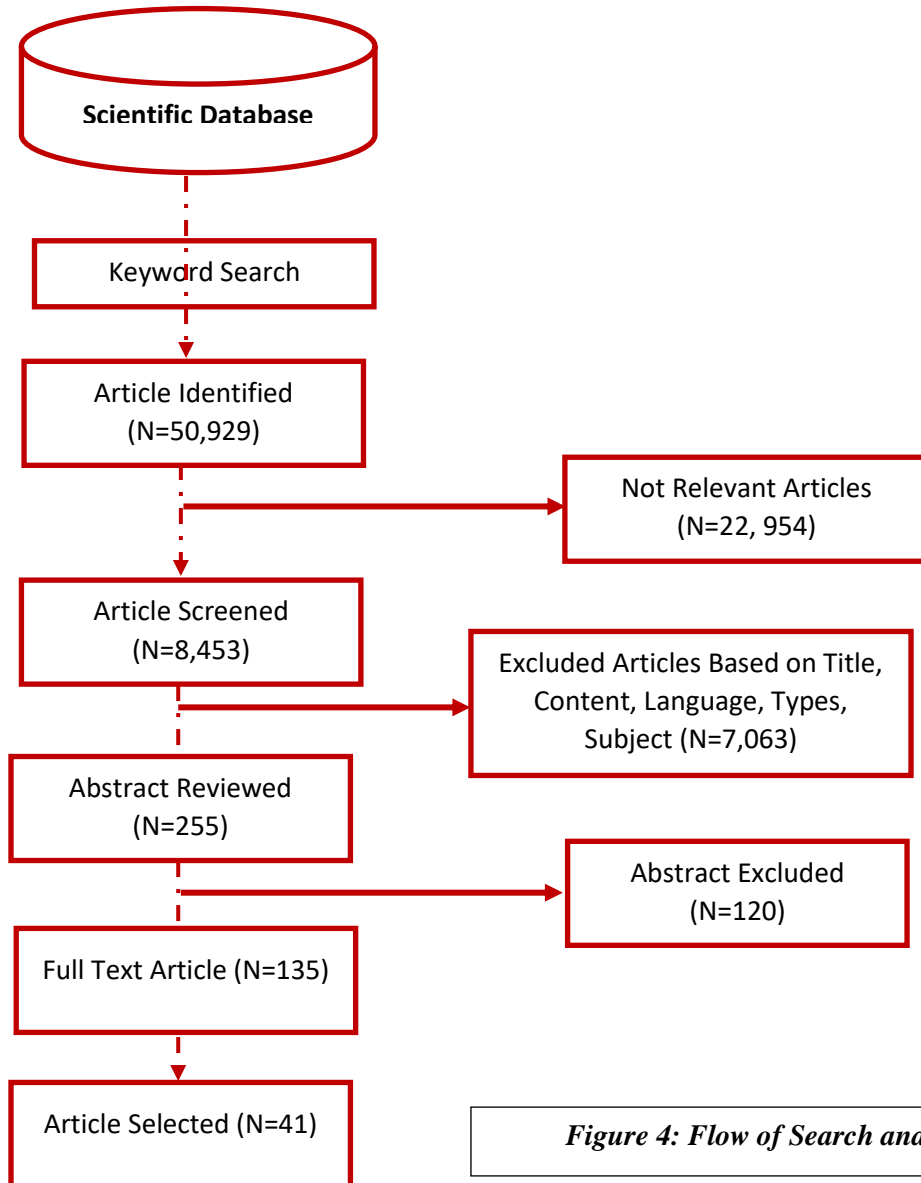 Scientific Database
Keyword Search
Article Identified
(N=50,929)
Not Relevant Articles
(N=22, 954)
Article Screened
(N=8,453)
Excluded Articles Based on Title,
Content, Language, Types,
Subject (N=7,063)
Abstract Reviewed
(N=255)
Abstract Excluded
(N=120)
Full Text Article (N=135)
Article Selected (N=41)
Figure 4: Flow of Search and